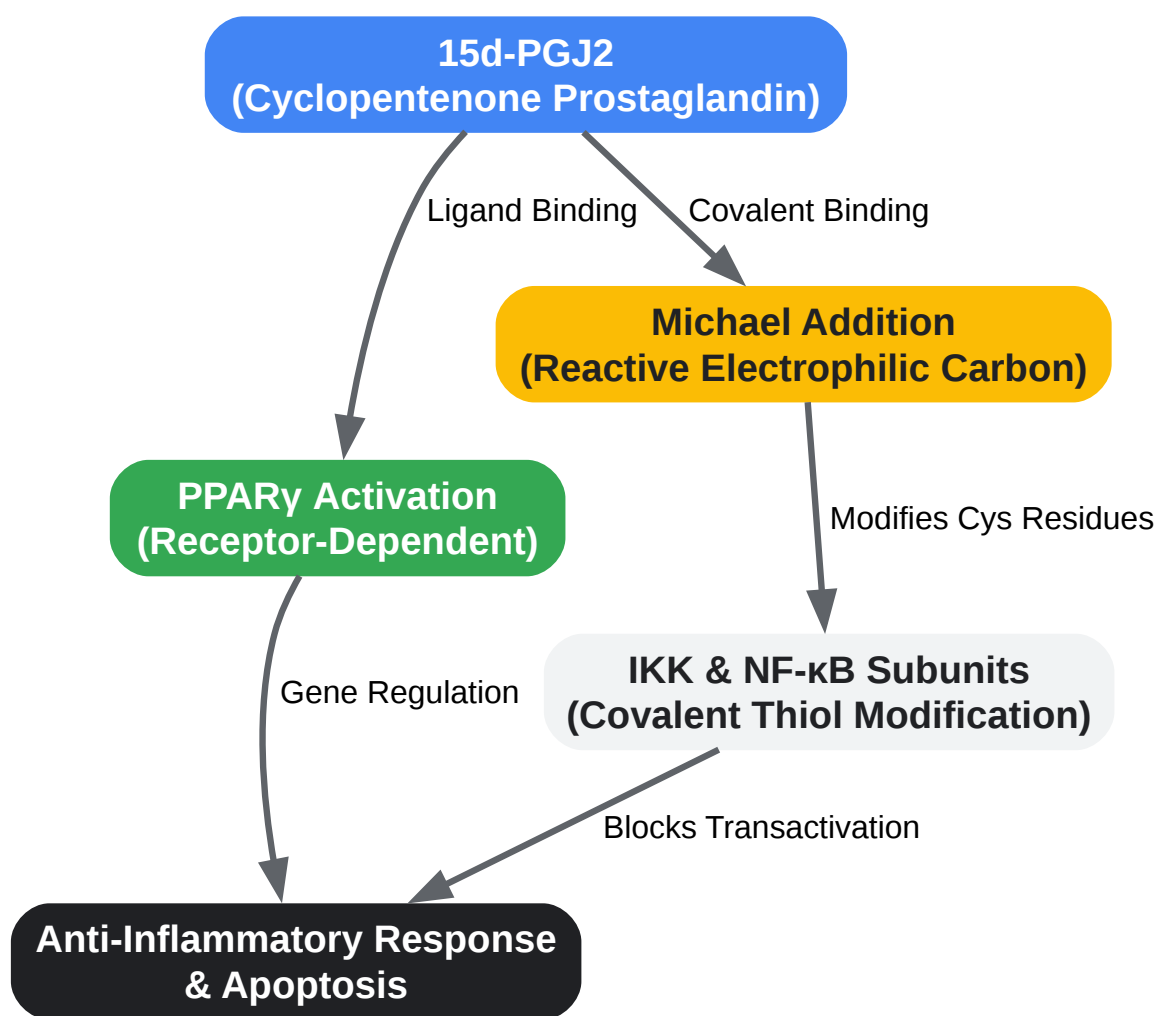 15d-PGJ2
(Cyclopentenone Prostaglandin)
Ligand Binding
Covalent Binding
Michael Addition
(Reactive Electrophilic Carbon)
PPARγ Activation
(Receptor-Dependent)
Modifies Cys Residues
IKK & NF-κB Subunits
(Covalent Thiol Modification)
Gene Regulation
Blocks Transactivation
Anti-Inflammatory Response
& Apoptosis